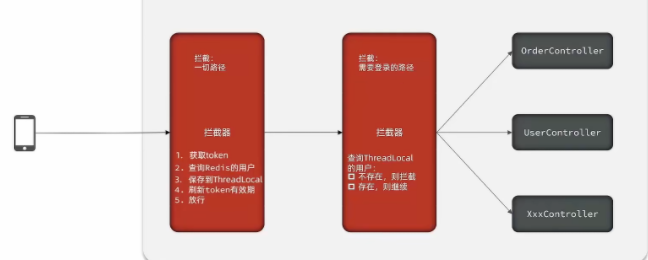 拦截：
一切路径
拦截器
1. 获取token
2. 查询Redis的用户
3. 保存到ThreadLocal
4. 刷新token有效期
5. 放行
拦截：
需要登录的路径
拦截器
查询ThreadLocal
的用户：
不存在，则拦截
存在，则继续
OrderController
UserController
XxxController